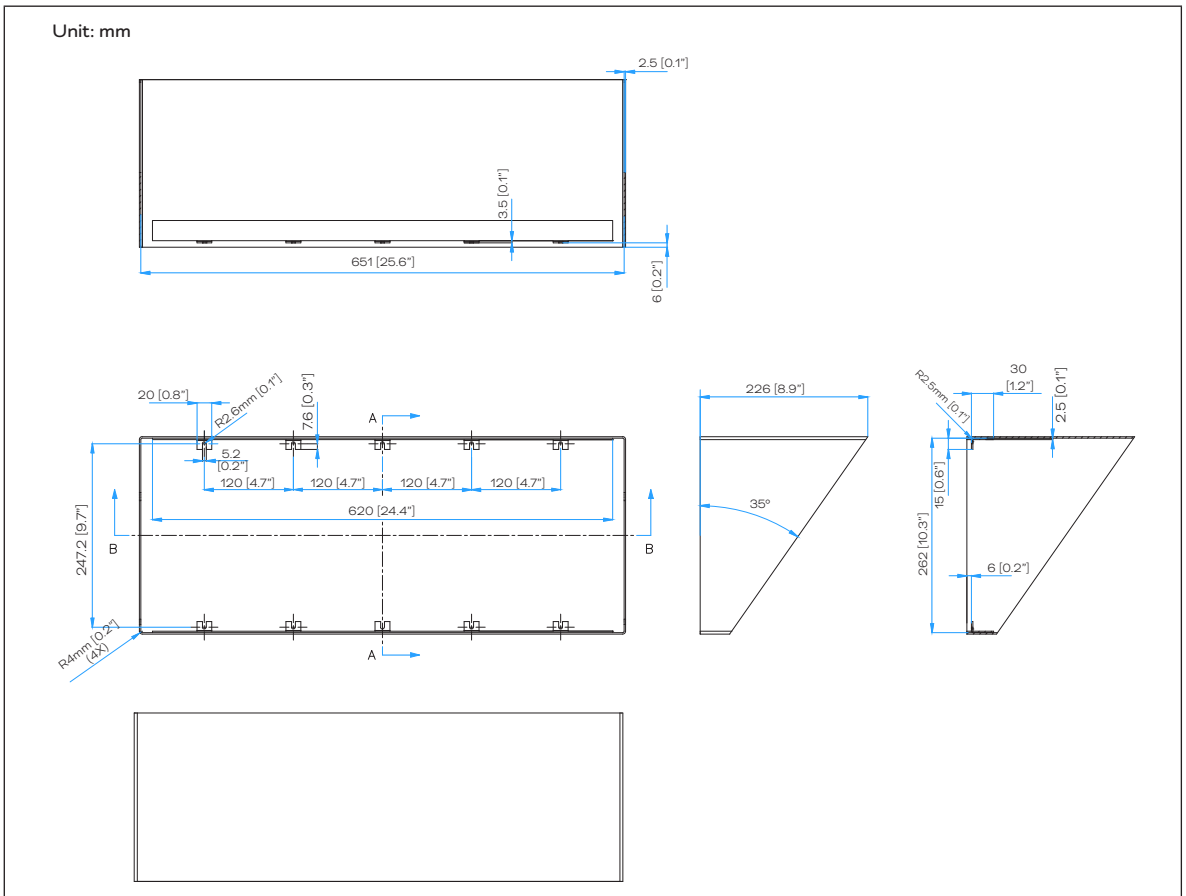 Unit: mm
2.5 [0.1"]
3.5 [0.1"]
651 [25.6"]
6 [0.2"]
20 [0.8"]
R2.6mm [0.1"]
7.6 [0.3"]
A
5.2
[0.2"]
120 [4.7"]
120 [4.7"]
120 [4.7"]
120 [4.7"]
620 [24.4"]
247.2 [9.7"]
B
B
R4mm [0.2"]
(4X)
A
226 [8.9"]
35°
R2.5mm [0.1"]
30
[1.2"]
2.5 [0.1"]
15 [0.6"]
262 [10.3"]
6 [0.2"]